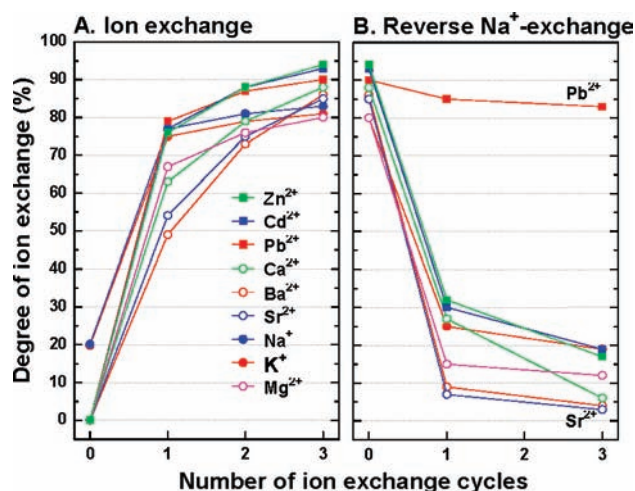 A. Ion exchange
B. Reverse Na⁺-exchange
Degree of ion exchange (%)
100
90
80
70
60
50
40
30
20
10
0
Zn²⁺
Cd²⁺
Pb²⁺
Ca²⁺
Ba²⁺
Sr²⁺
Na⁺
K⁺
Mg²⁺
Pb²⁺
Sr²⁺
0 1 2 3 0 1 2 3
Number of ion exchange cycles